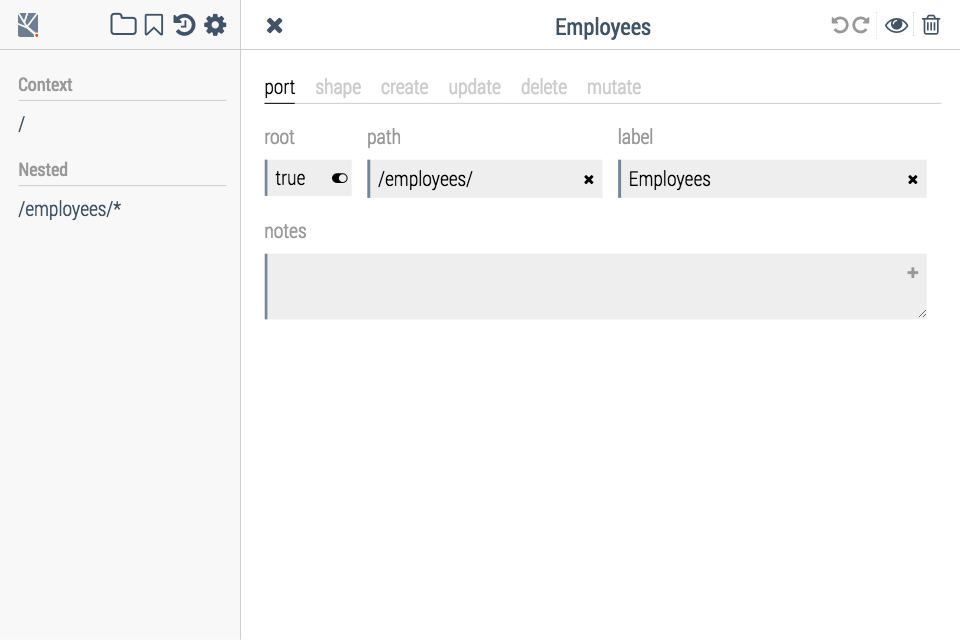 Employees
Context
/
Nested
/employees/*
port shape create update delete mutate
root path label
true /employees/ Employees
notes